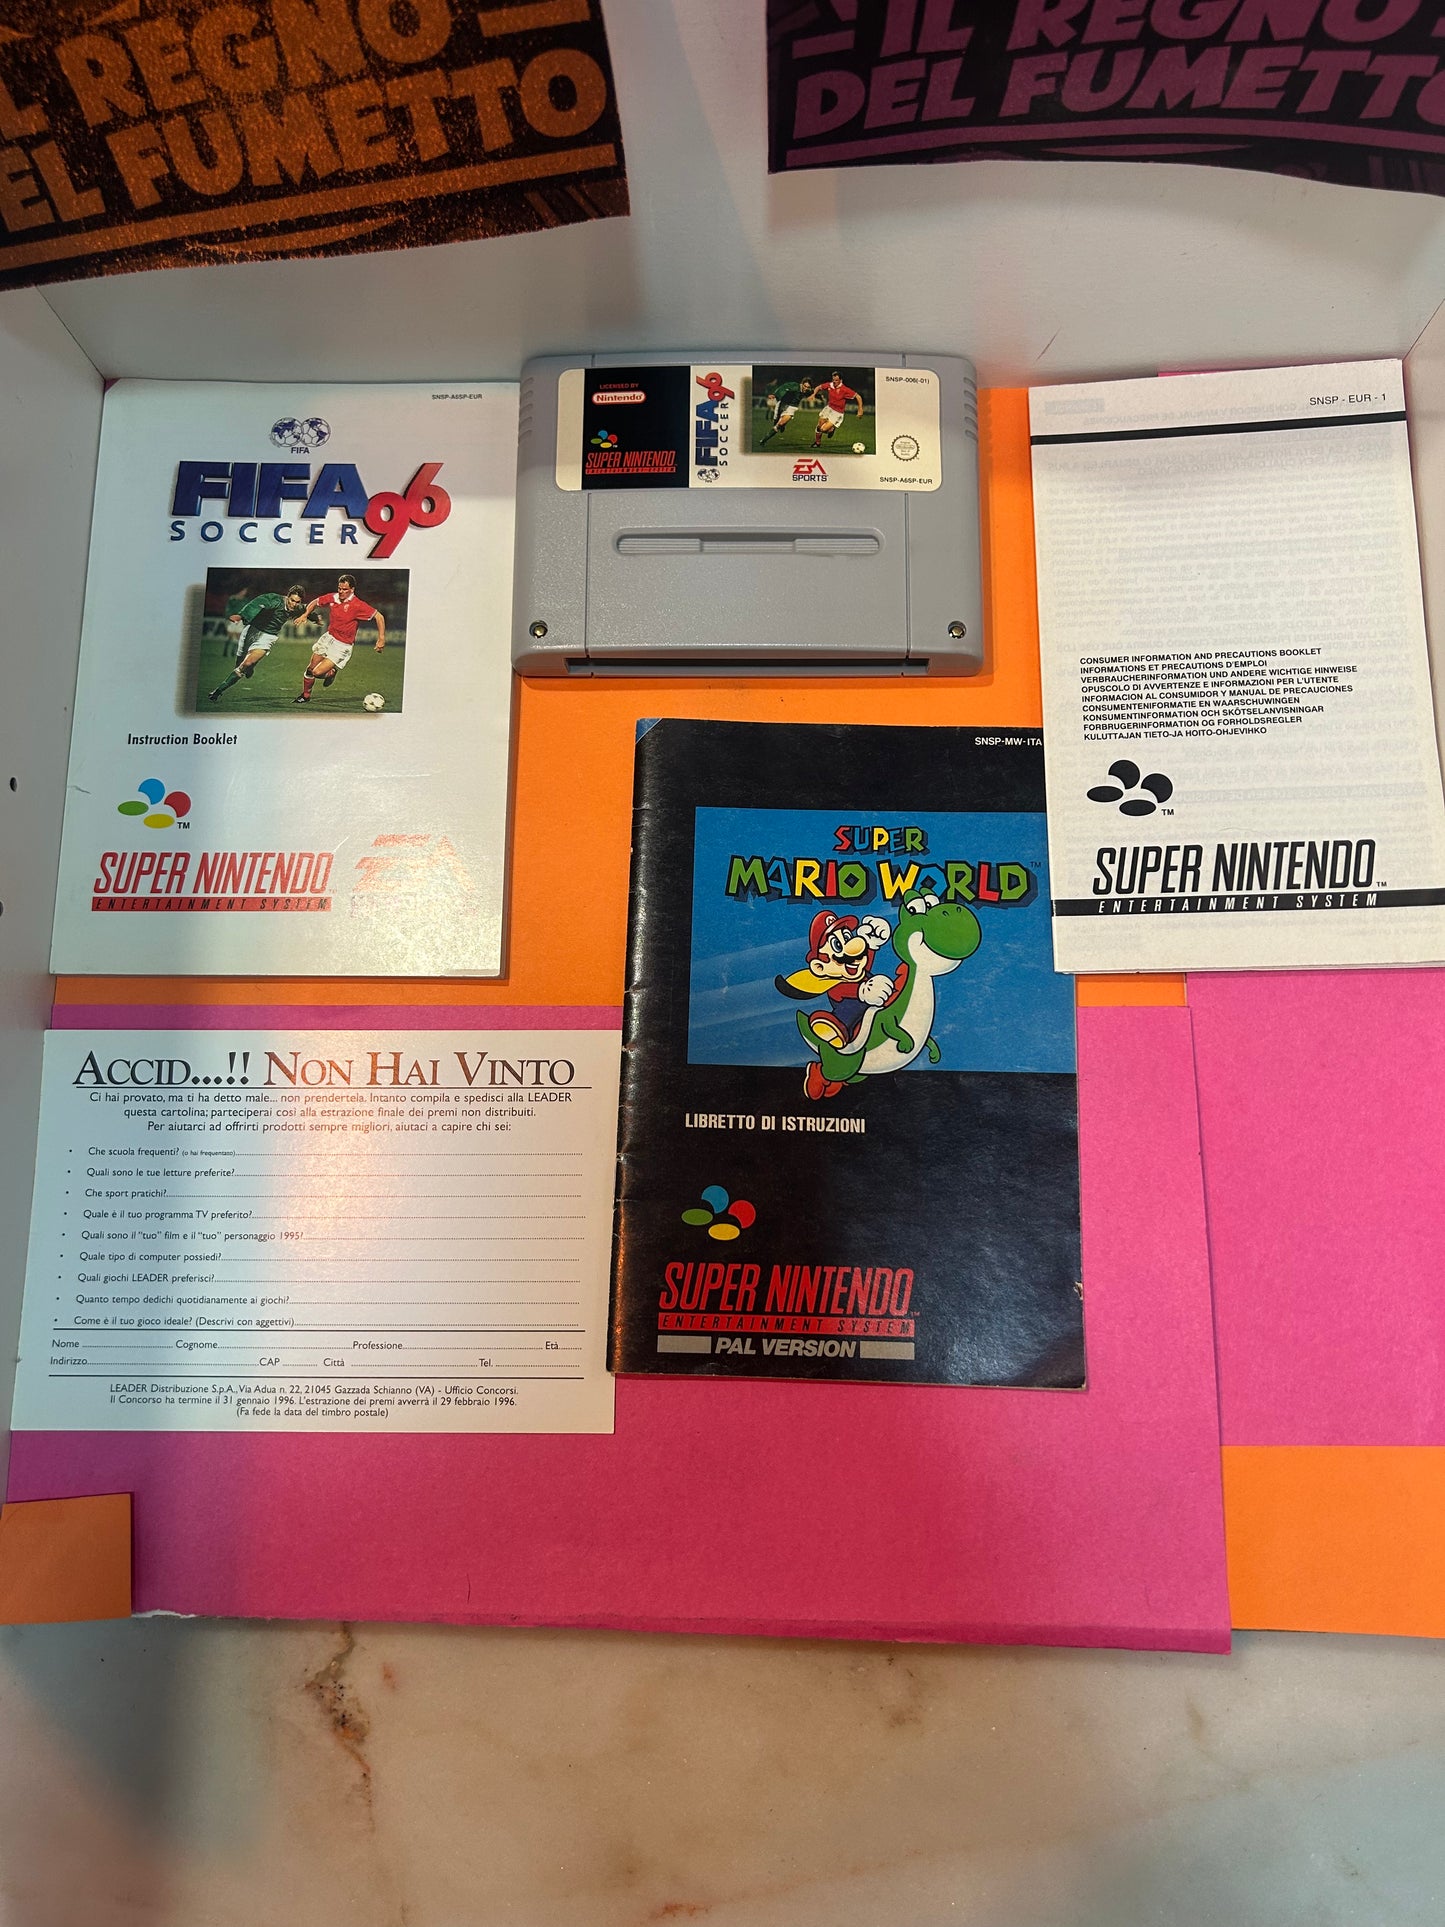 L REGNO
EL FUMETTO
IL REGNO
DEL FUMETTO
SNSP-A6SP-EUR
FIFA
FIFA
SOCCER 96
Instruction Booklet
TM
SUPER NINTENDO
ENTERTAINMENT SYSTEM
EA
LICENSED BY
Nintendo
SUPER NINTENDO
ENTERTAINMENT SYSTEM
FIFA 96
SOCCER
SNSP-006(-01)
EA
SPORTS
SNSP-A6SP-EUR
SNSP - EUR - 1
CONSUMER INFORMATION AND PRECAUTIONS BOOKLET
INFORMATIONS ET PRECAUTIONS D'EMPLOI
VERBRAUCHERINFORMATION UND ANDERE WICHTIGE HINWEISE
OPUSCOLO DI AVVERTENZE E INFORMAZIONI PER L'UTENTE
INFORMACION AL CONSUMIDOR Y MANUAL DE PRECAUCIONES
CONSUMENTENINFORMATIE EN WAARSCHUWINGEN
KONSUMENTINFORMATION OCH SKÖTSELANVISNINGAR
FORBRUGERINFORMATION OG FORHOLDSREGLER
KULUTTAJAN TIETO-JA HOITO-OHJEVIHKO
TM
SUPER NINTENDO TM
ENTERTAINMENT SYSTEM
SNSP-MW-ITA
SUPER
MARIO WORLD TM
LIBRETTO DI ISTRUZIONI
SUPER NINTENDO TM
ENTERTAINMENT SYSTEM
PAL VERSION
ACCID...!! NON HAI VINTO
Ci hai provato, ma ti ha detto male... non prendertela. Intanto compila e spedisci alla LEADER
questa cartolina; parteciperai così alla estrazione finale dei premi non distribuiti.
Per aiutarci ad offrirti prodotti sempre migliori, aiutaci a capire chi sei:
• Che scuola frequenti? (o hai frequentato)
• Quali sono le tue letture preferite?
• Che sport pratichi?
• Quale è il tuo programma TV preferito?
• Quali sono il "tuo" film e il "tuo" personaggio 1995?
• Quale tipo di computer possiedi?
• Quali giochi LEADER preferisci?
• Quanto tempo dedichi quotidianamente ai giochi?
• Come è il tuo gioco ideale? (Descrivi con aggettivi)
Nome Cognome Professione Età
Indirizzo CAP Città Tel.
LEADER Distribuzione S.p.A., Via Adua n. 22, 21045 Gazzada Schianno (VA) - Ufficio Concorsi.
Il Concorso ha termine il 31 gennaio 1996. L'estrazione dei premi avverrà il 29 febbraio 1996.
(Fa fede la data del timbro postale)